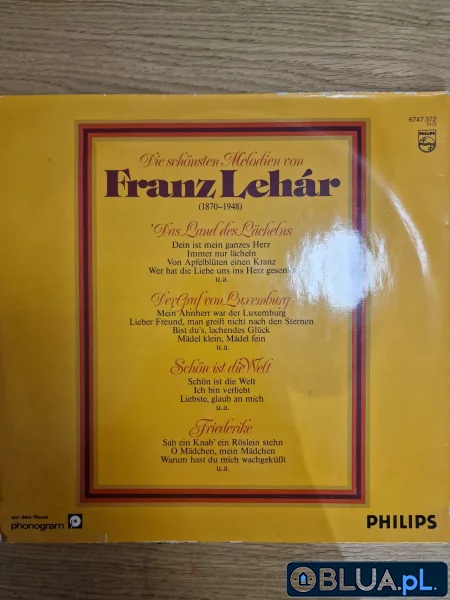 6747 372
PHILIPS
Die schönsten Melodien von
Franz Lehár
(1870–1948)
Das Land des Lächelns
Dein ist mein ganzes Herz
Immer nur lächeln
Von Apfelblüten einen Kranz
Wer hat die Liebe uns ins Herz gesen
u.a.
Der Graf von Luxemburg
Mein Ahnherr war der Luxemburg
Lieber Freund, man greift nicht nach den Sternen
Bist du's, lachendes Glück
Mädel klein, Mädel fein
u.a.
Schön ist die Welt
Schön ist die Welt
Ich bin verliebt
Liebste, glaub an mich
u.a.
Friederike
Sah ein Knab' ein Röslein stehn
O Mädchen, mein Mädchen
Warum hast du mich wachgeküßt
u.a.
aus dem Hause
phonogram
PHILIPS
BLUA.PL.